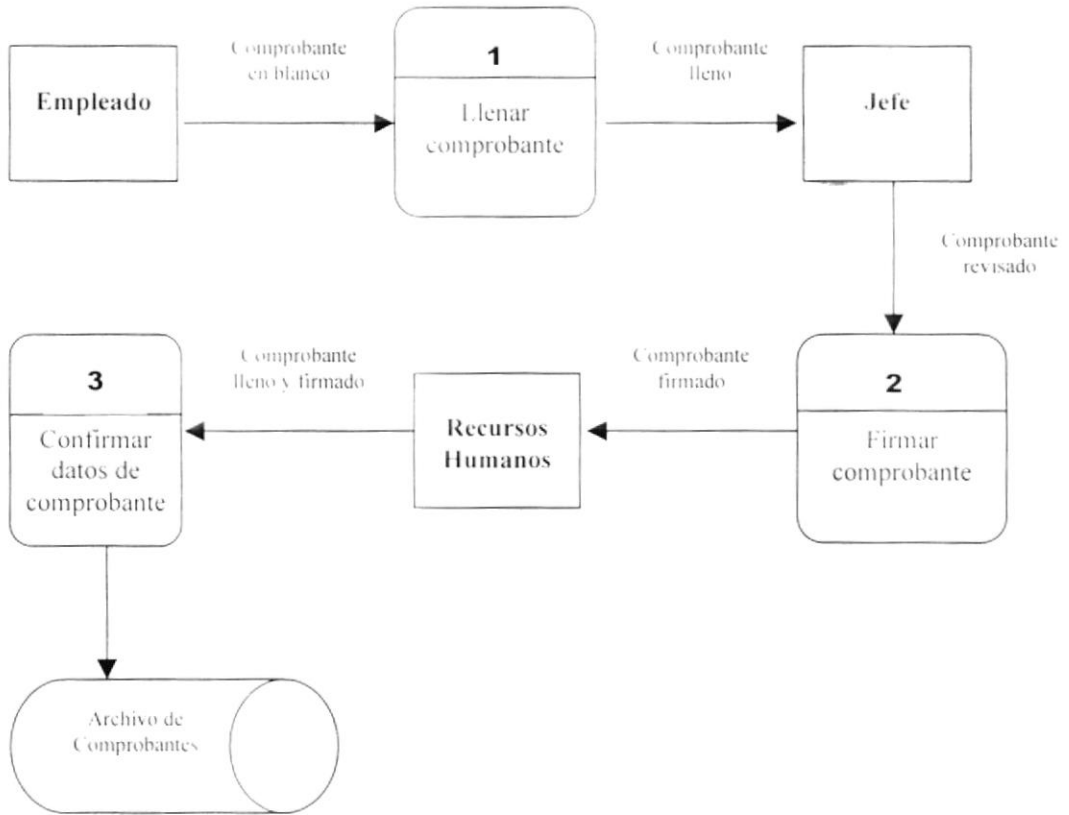 Comprobante
en blanco
1
Comprobante
lleno
Empleado
Llenar
comprobante
Jefe
Comprobante
revisado
2
Firmar
comprobante
Comprobante
firmado
Recursos
Humanos
Comprobante
lleno y firmado
3
Confirmar
datos de
comprobante
Archivo de
Comprobantes